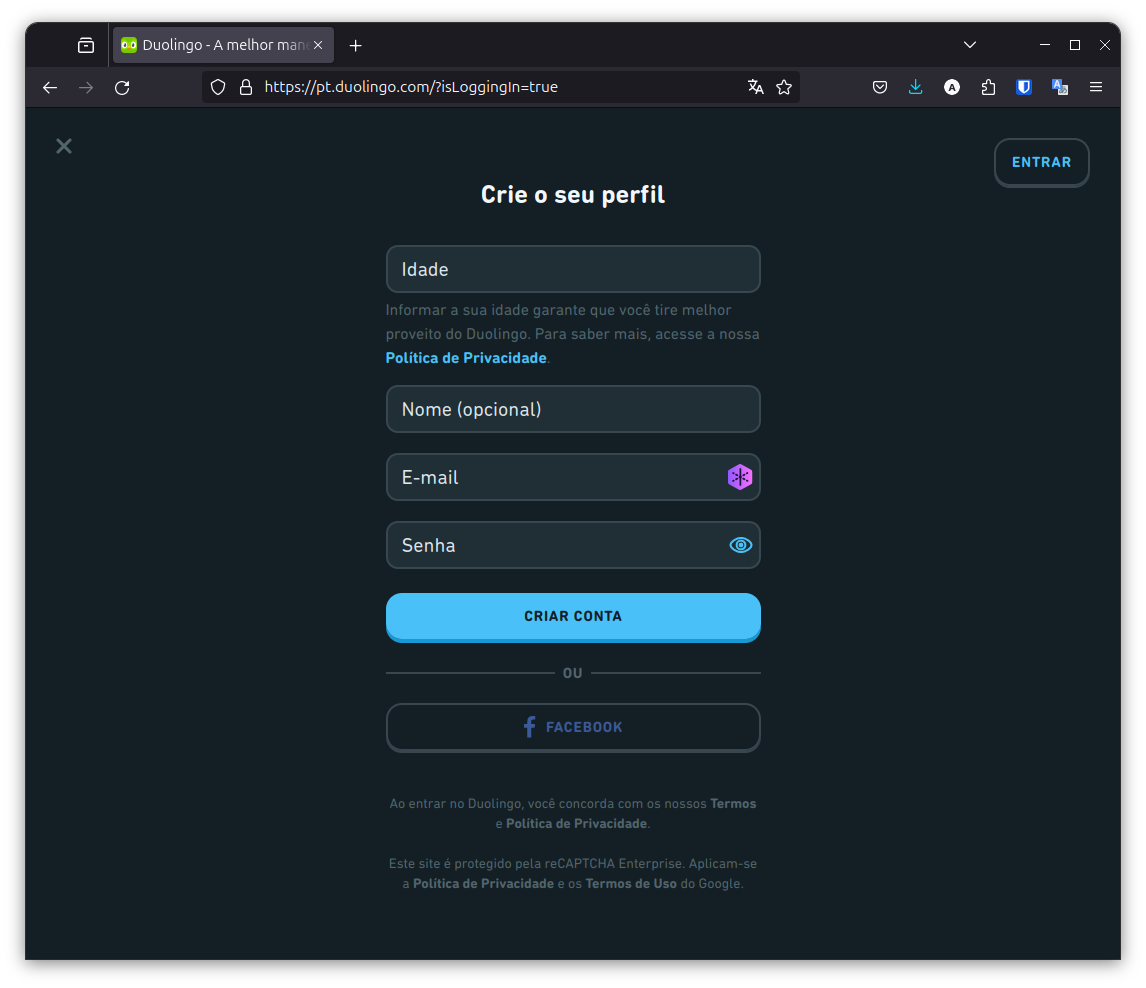 Duolingo - A melhor man
https://pt.duolingo.com/?isLoggingIn=true
ENTRAR
Crie o seu perfil
Idade
Informar a sua idade garante que você tire melhor
proveito do Duolingo. Para saber mais, acesse a nossa
Política de Privacidade.
Nome (opcional)
E-mail
Senha
CRIAR CONTA
OU
FACEBOOK
Ao entrar no Duolingo, você concorda com os nossos Termos
e Política de Privacidade.
Este site é protegido pela reCAPTCHA Enterprise. Aplicam-se
a Política de Privacidade e os Termos de Uso do Google.